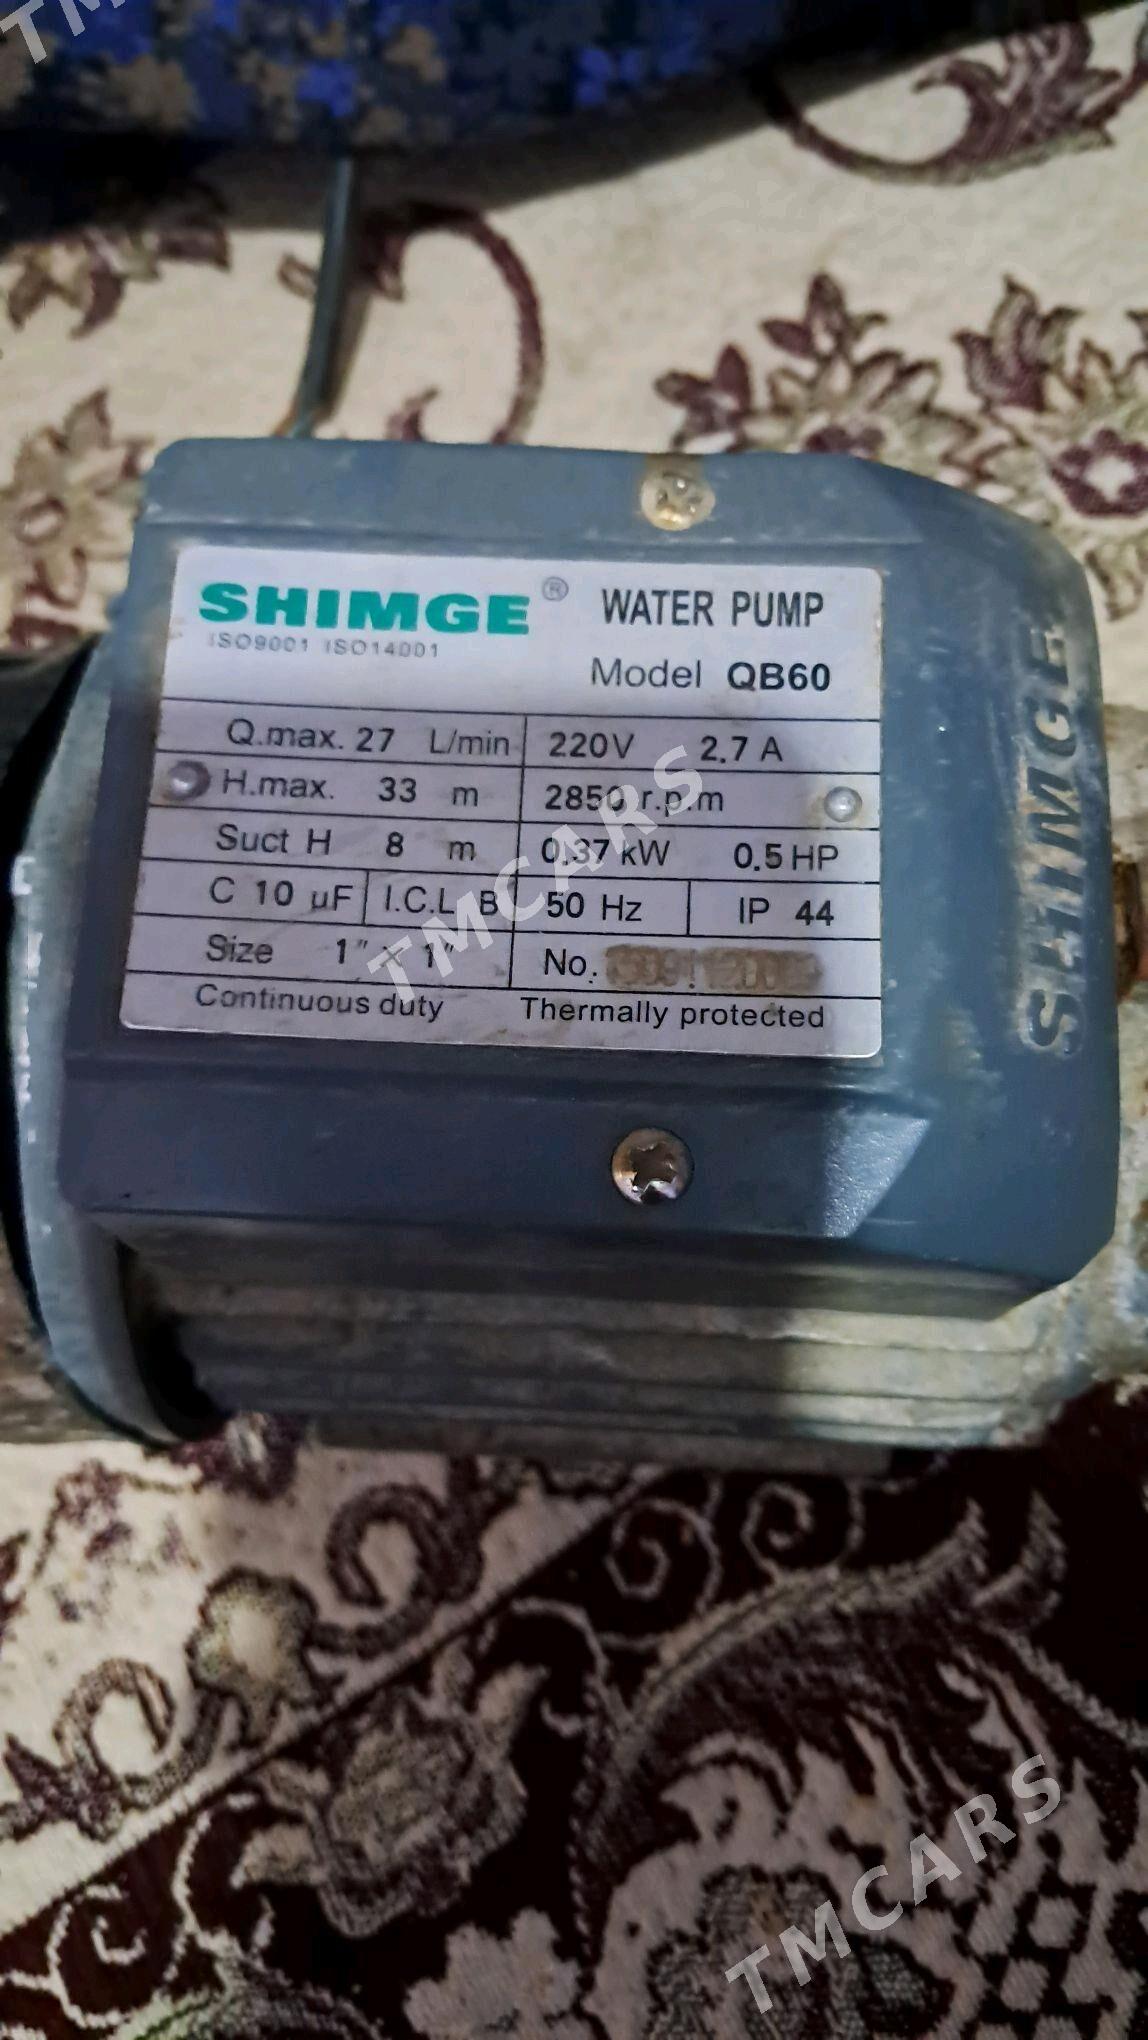 TM
SHIMGE ® WATER PUMP
ISO9001 ISO14001
Model QB60
Q.max. 27 L/min 220V 2.7 A
H.max. 33 m 2850 r.p.m
Suct H 8 m 0.37 kW 0.5 HP
C 10 µF I.C.L B 50 Hz IP 44
Size 1" × 1" No.
Continuous duty Thermally protected
SHIMGE
TMCARS
TMCARS